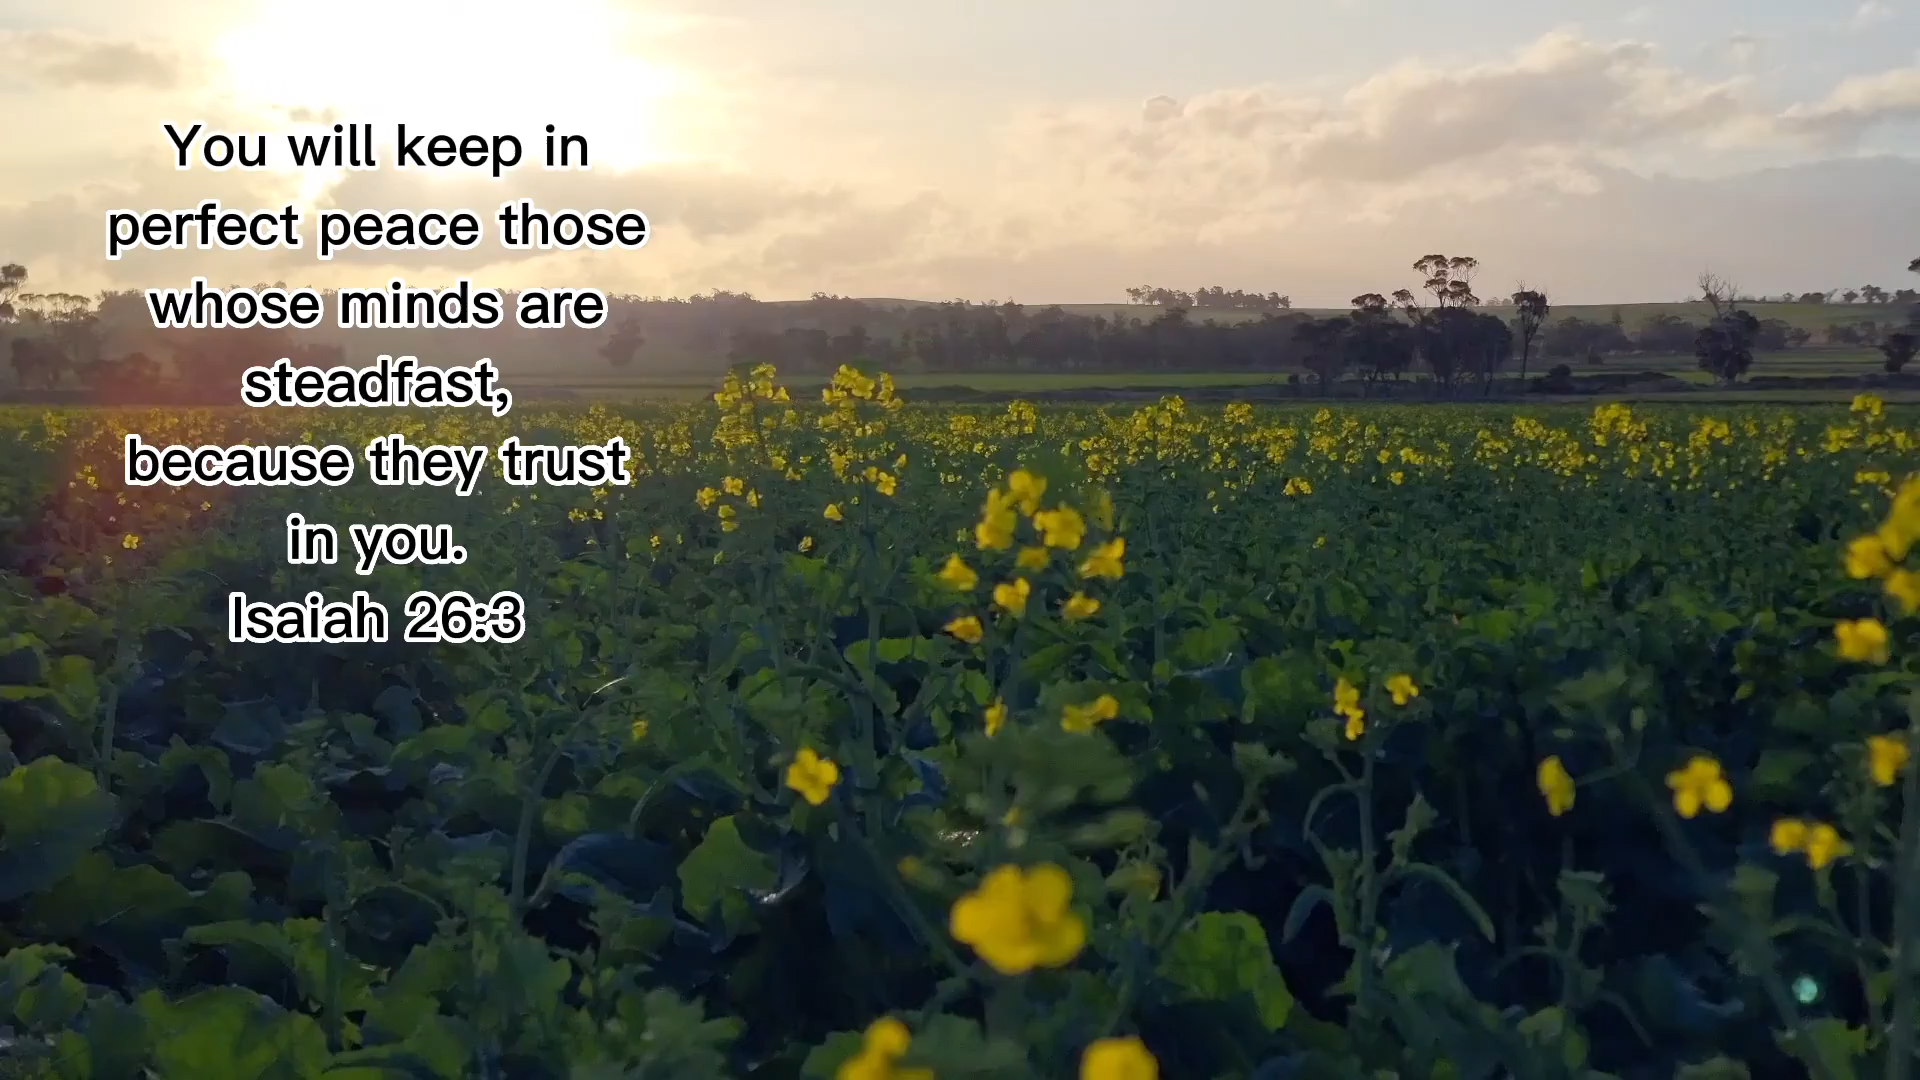 You will keep in
perfect peace those
whose minds are
steadfast,
because they trust
in you.
Isaiah 26:3